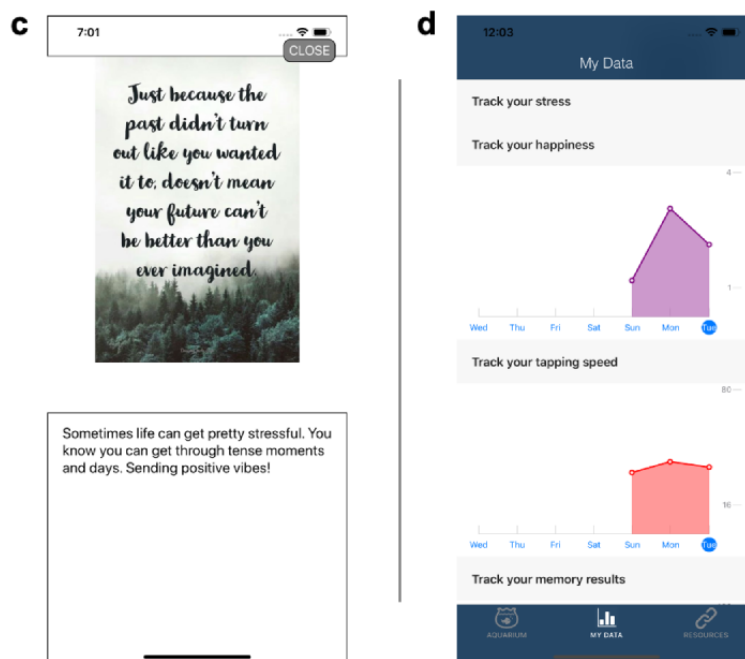 c
7:01
CLOSE
Just because the
past didn't turn
out like you wanted
it to, doesn't mean
your future can't
be better than you
ever imagined.
Sometimes life can get pretty stressful. You
know you can get through tense moments
and days. Sending positive vibes!
d
12:03
My Data
Track your stress
Track your happiness
4
1
Wed Thu Fri Sat Sun Mon Tue
Track your tapping speed
80
16
Wed Thu Fri Sat Sun Mon Tue
Track your memory results
AQUARIUM MY DATA RESOURCES